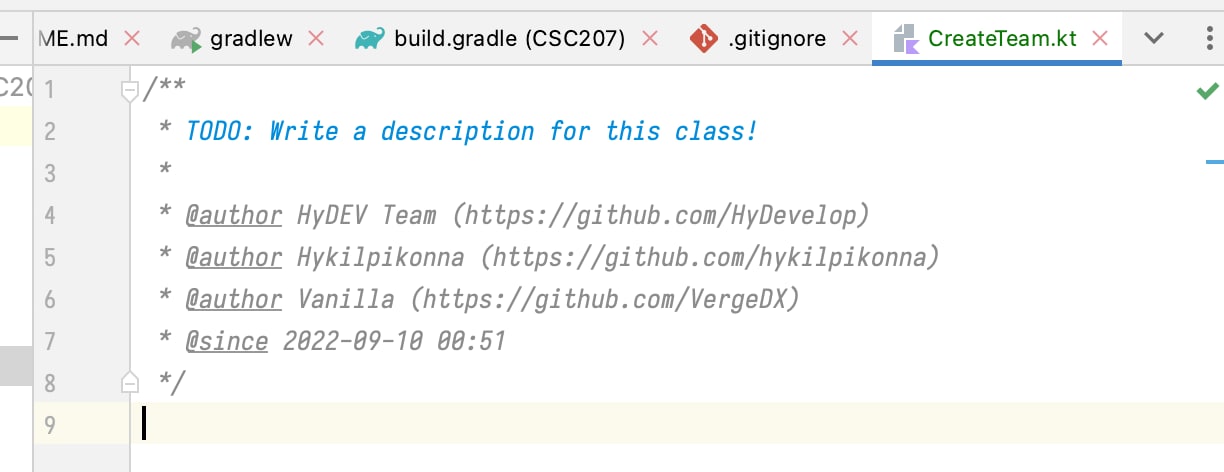 ME.md gradlew build.gradle (CSC207) .gitignore CreateTeam.kt
1 /**
2 * TODO: Write a description for this class!
3 *
4 * @author HyDEV Team (https://github.com/HyDevelop)
5 * @author Hykilpikonna (https://github.com/hykilpikonna)
6 * @author Vanilla (https://github.com/VergeDX)
7 * @since 2022-09-10 00:51
8 */
9